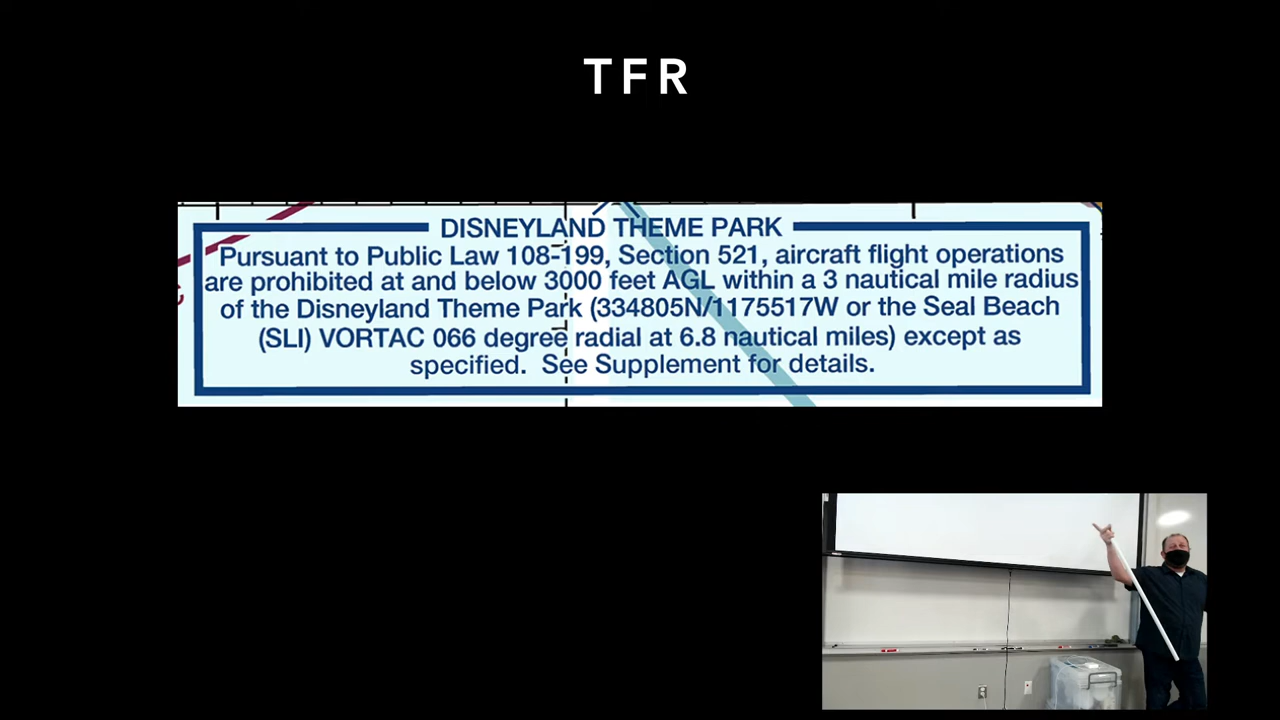 TFR
DISNEYLAND THEME PARK
Pursuant to Public Law 108-199, Section 521, aircraft flight operations
are prohibited at and below 3000 feet AGL within a 3 nautical mile radius
of the Disneyland Theme Park (334805N/1175517W or the Seal Beach
(SLI) VORTAC 066 degree radial at 6.8 nautical miles) except as
specified. See Supplement for details.